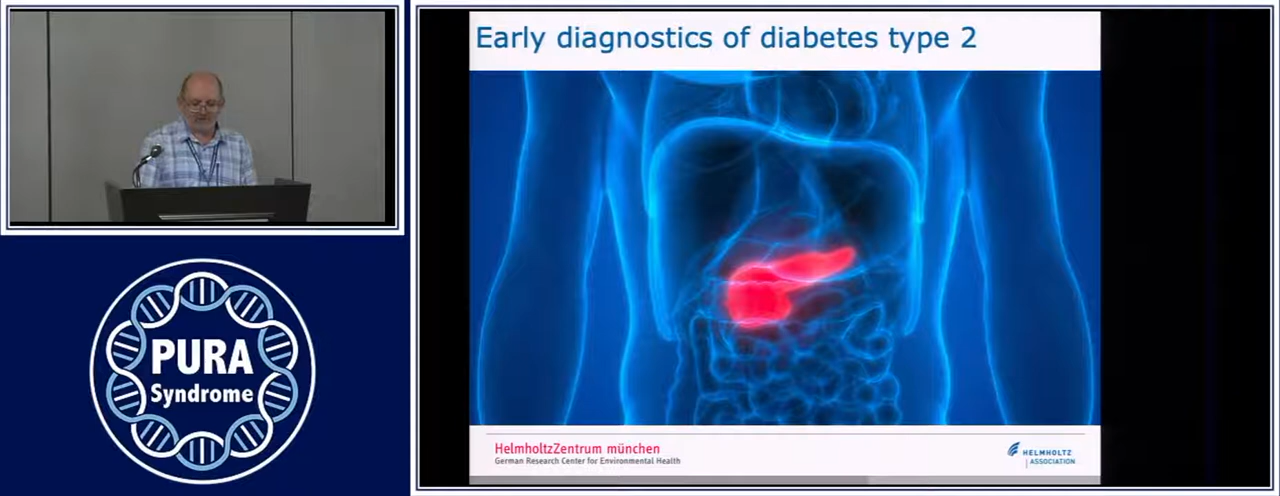 Early diagnostics of diabetes type 2
PURA
Syndrome
HelmholtzZentrum münchen
German Research Center for Environmental Health
HELMHOLTZ
ASSOCIATION